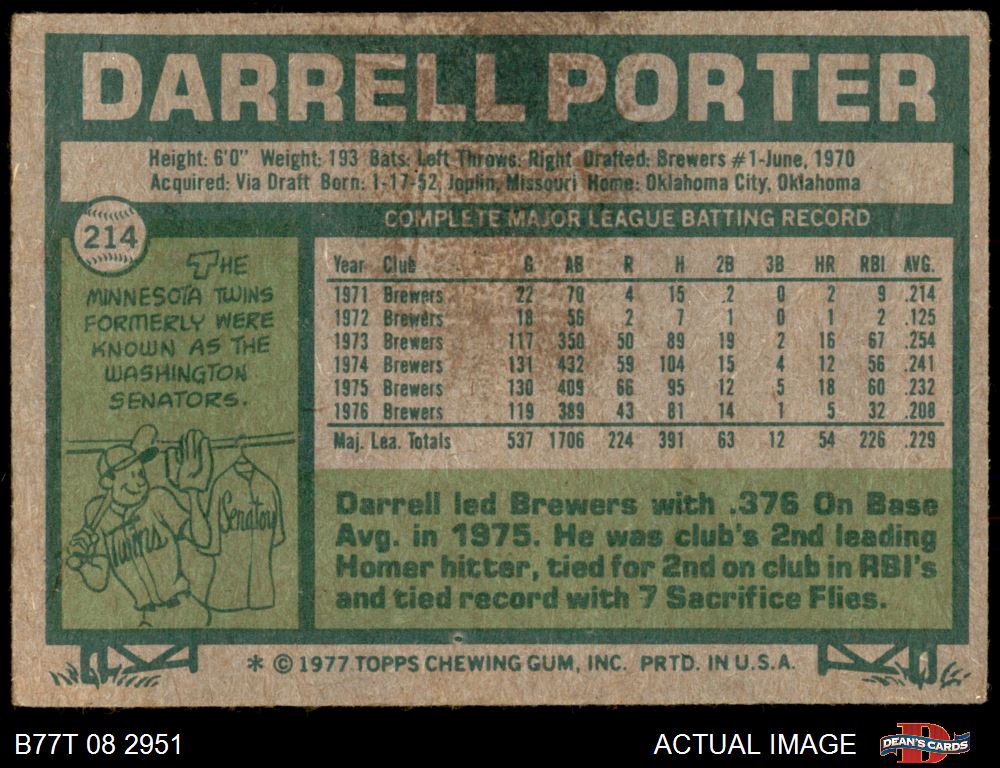 DARRELL PORTER
Height: 6'0" Weight: 193 Bats: Left Throws: Right Drafted: Brewers #1-June, 1970
Acquired: Via Draft Born: 1-17-52, Joplin, Missouri Home: Oklahoma City, Oklahoma
COMPLETE MAJOR LEAGUE BATTING RECORD
214
THE
MINNESOTA TWINS
FORMERLY WERE
KNOWN AS THE
WASHINGTON
SENATORS.
Twins
Senators
Year Club G AB R H 2B 3B HR RBI AVG.
1971 Brewers 22 70 4 15 .2 0 2 9 .214
1972 Brewers 18 56 2 7 1 0 1 2 .125
1973 Brewers 117 350 50 89 19 2 16 67 .254
1974 Brewers 131 432 59 104 15 4 12 56 .241
1975 Brewers 130 409 66 95 12 5 18 60 .232
1976 Brewers 119 389 43 81 14 1 5 32 .208
Maj. Lea. Totals 537 1706 224 391 63 12 54 226 .229
Darrell led Brewers with .376 On Base
Avg. in 1975. He was club's 2nd leading
Homer hitter, tied for 2nd on club in RBI's
and tied record with 7 Sacrifice Flies.
* © 1977 TOPPS CHEWING GUM, INC. PRTD. IN U.S.A.
B77T 08 2951
ACTUAL IMAGE
DEAN'S CARDS